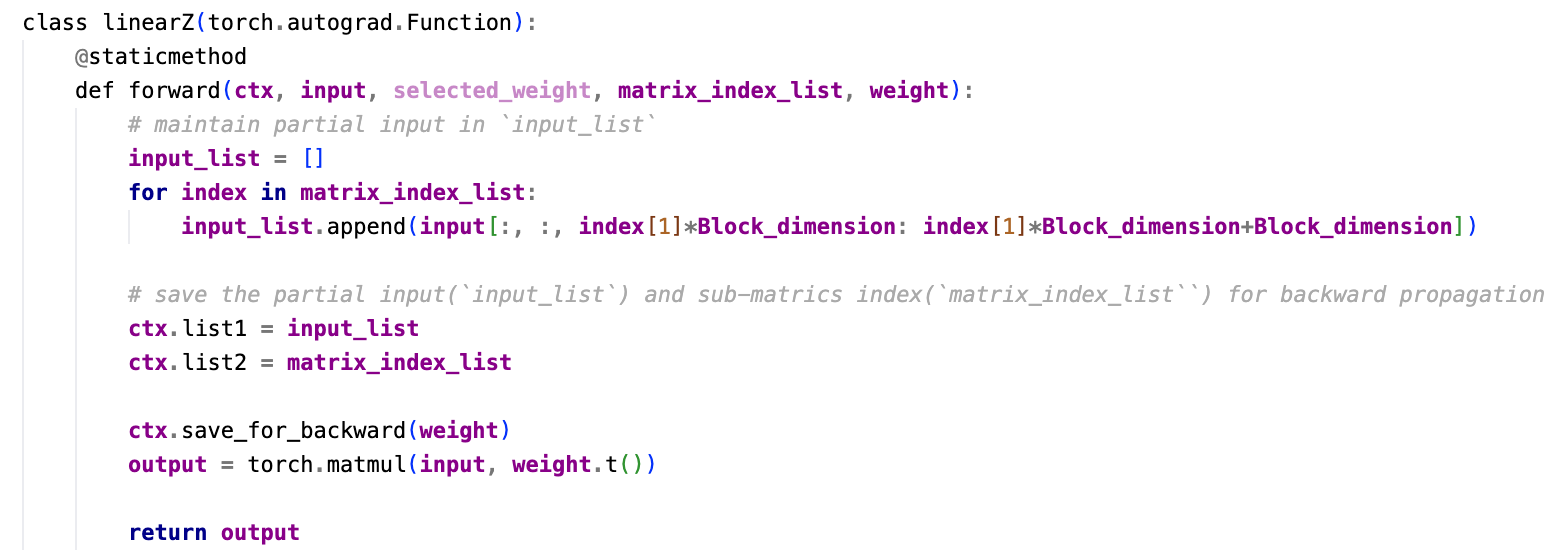 class linearZ(torch.autograd.Function):
    @staticmethod
    def forward(ctx, input, selected_weight, matrix_index_list, weight):
        # maintain partial input in `input_list`
        input_list = []
        for index in matrix_index_list:
            input_list.append(input[:, :, index[1]*Block_dimension: index[1]*Block_dimension+Block_dimension])

        # save the partial input(`input_list`) and sub-matrics index(`matrix_index_list``) for backward propagation
        ctx.list1 = input_list
        ctx.list2 = matrix_index_list

        ctx.save_for_backward(weight)
        output = torch.matmul(input, weight.t())

        return output